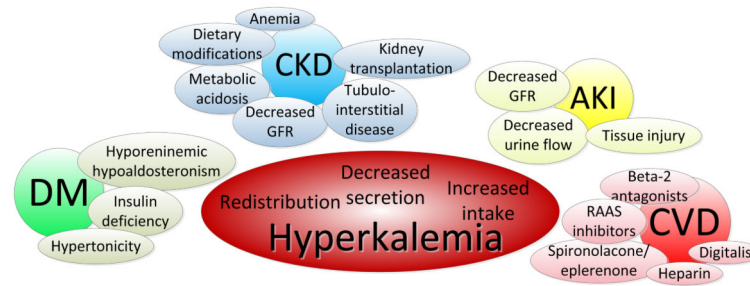 Anemia
Dietary
modifications
CKD
Kidney
transplantation
Metabolic
acidosis
Decreased
GFR
Tubulo-
interstitial
disease
Decreased
GFR
AKI
Decreased
urine flow
Tissue injury
Hyporeninemic
hypoaldosteronism
DM
Insulin
deficiency
Hypertonicity
Redistribution
Decreased
secretion
Increased
intake
Hyperkalemia
Beta-2
antagonists
RAAS
inhibitors
CVD
Spironolacone/
eplerenone
Digitalis
Heparin